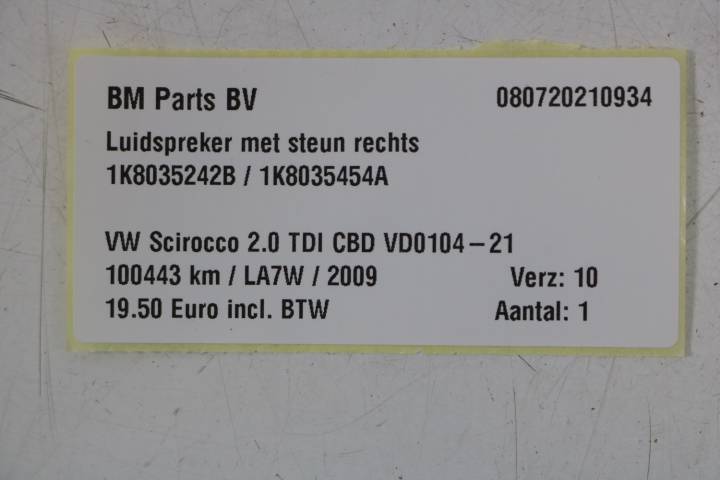 BM Parts BV 080720210934
Luidspreker met steun rechts
1K8035242B / 1K8035454A
VW Scirocco 2.0 TDI CBD VD0104-21
100443 km / LA7W / 2009 Verz: 10
19.50 Euro incl. BTW Aantal: 1